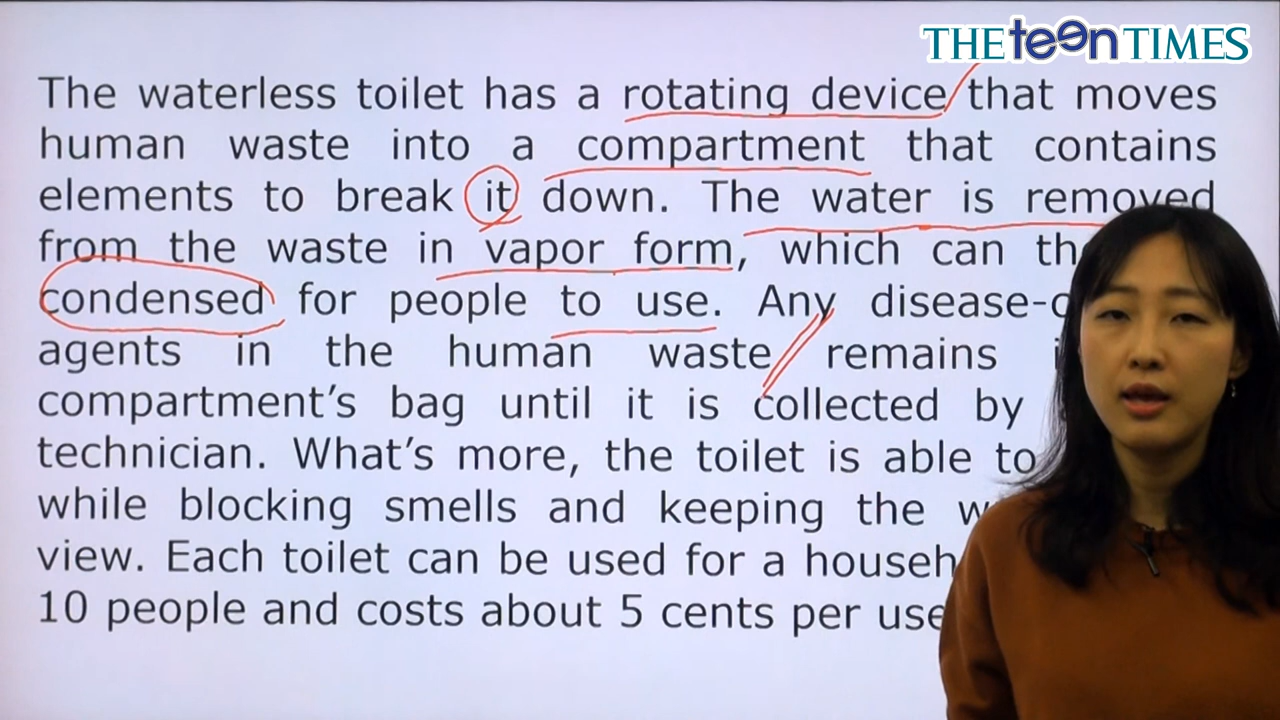 THE teen TIMES
The waterless toilet has a rotating device that moves
human waste into a compartment that contains
elements to break it down. The water is removed
from the waste in vapor form, which can
condensed for people to use. Any
agents in the human waste remains
compartment's bag until it is collected by
technician. What's more, the toilet is able to
while blocking smells and keeping the
view. Each toilet can be used for a
10 people and costs about 5 cents per use